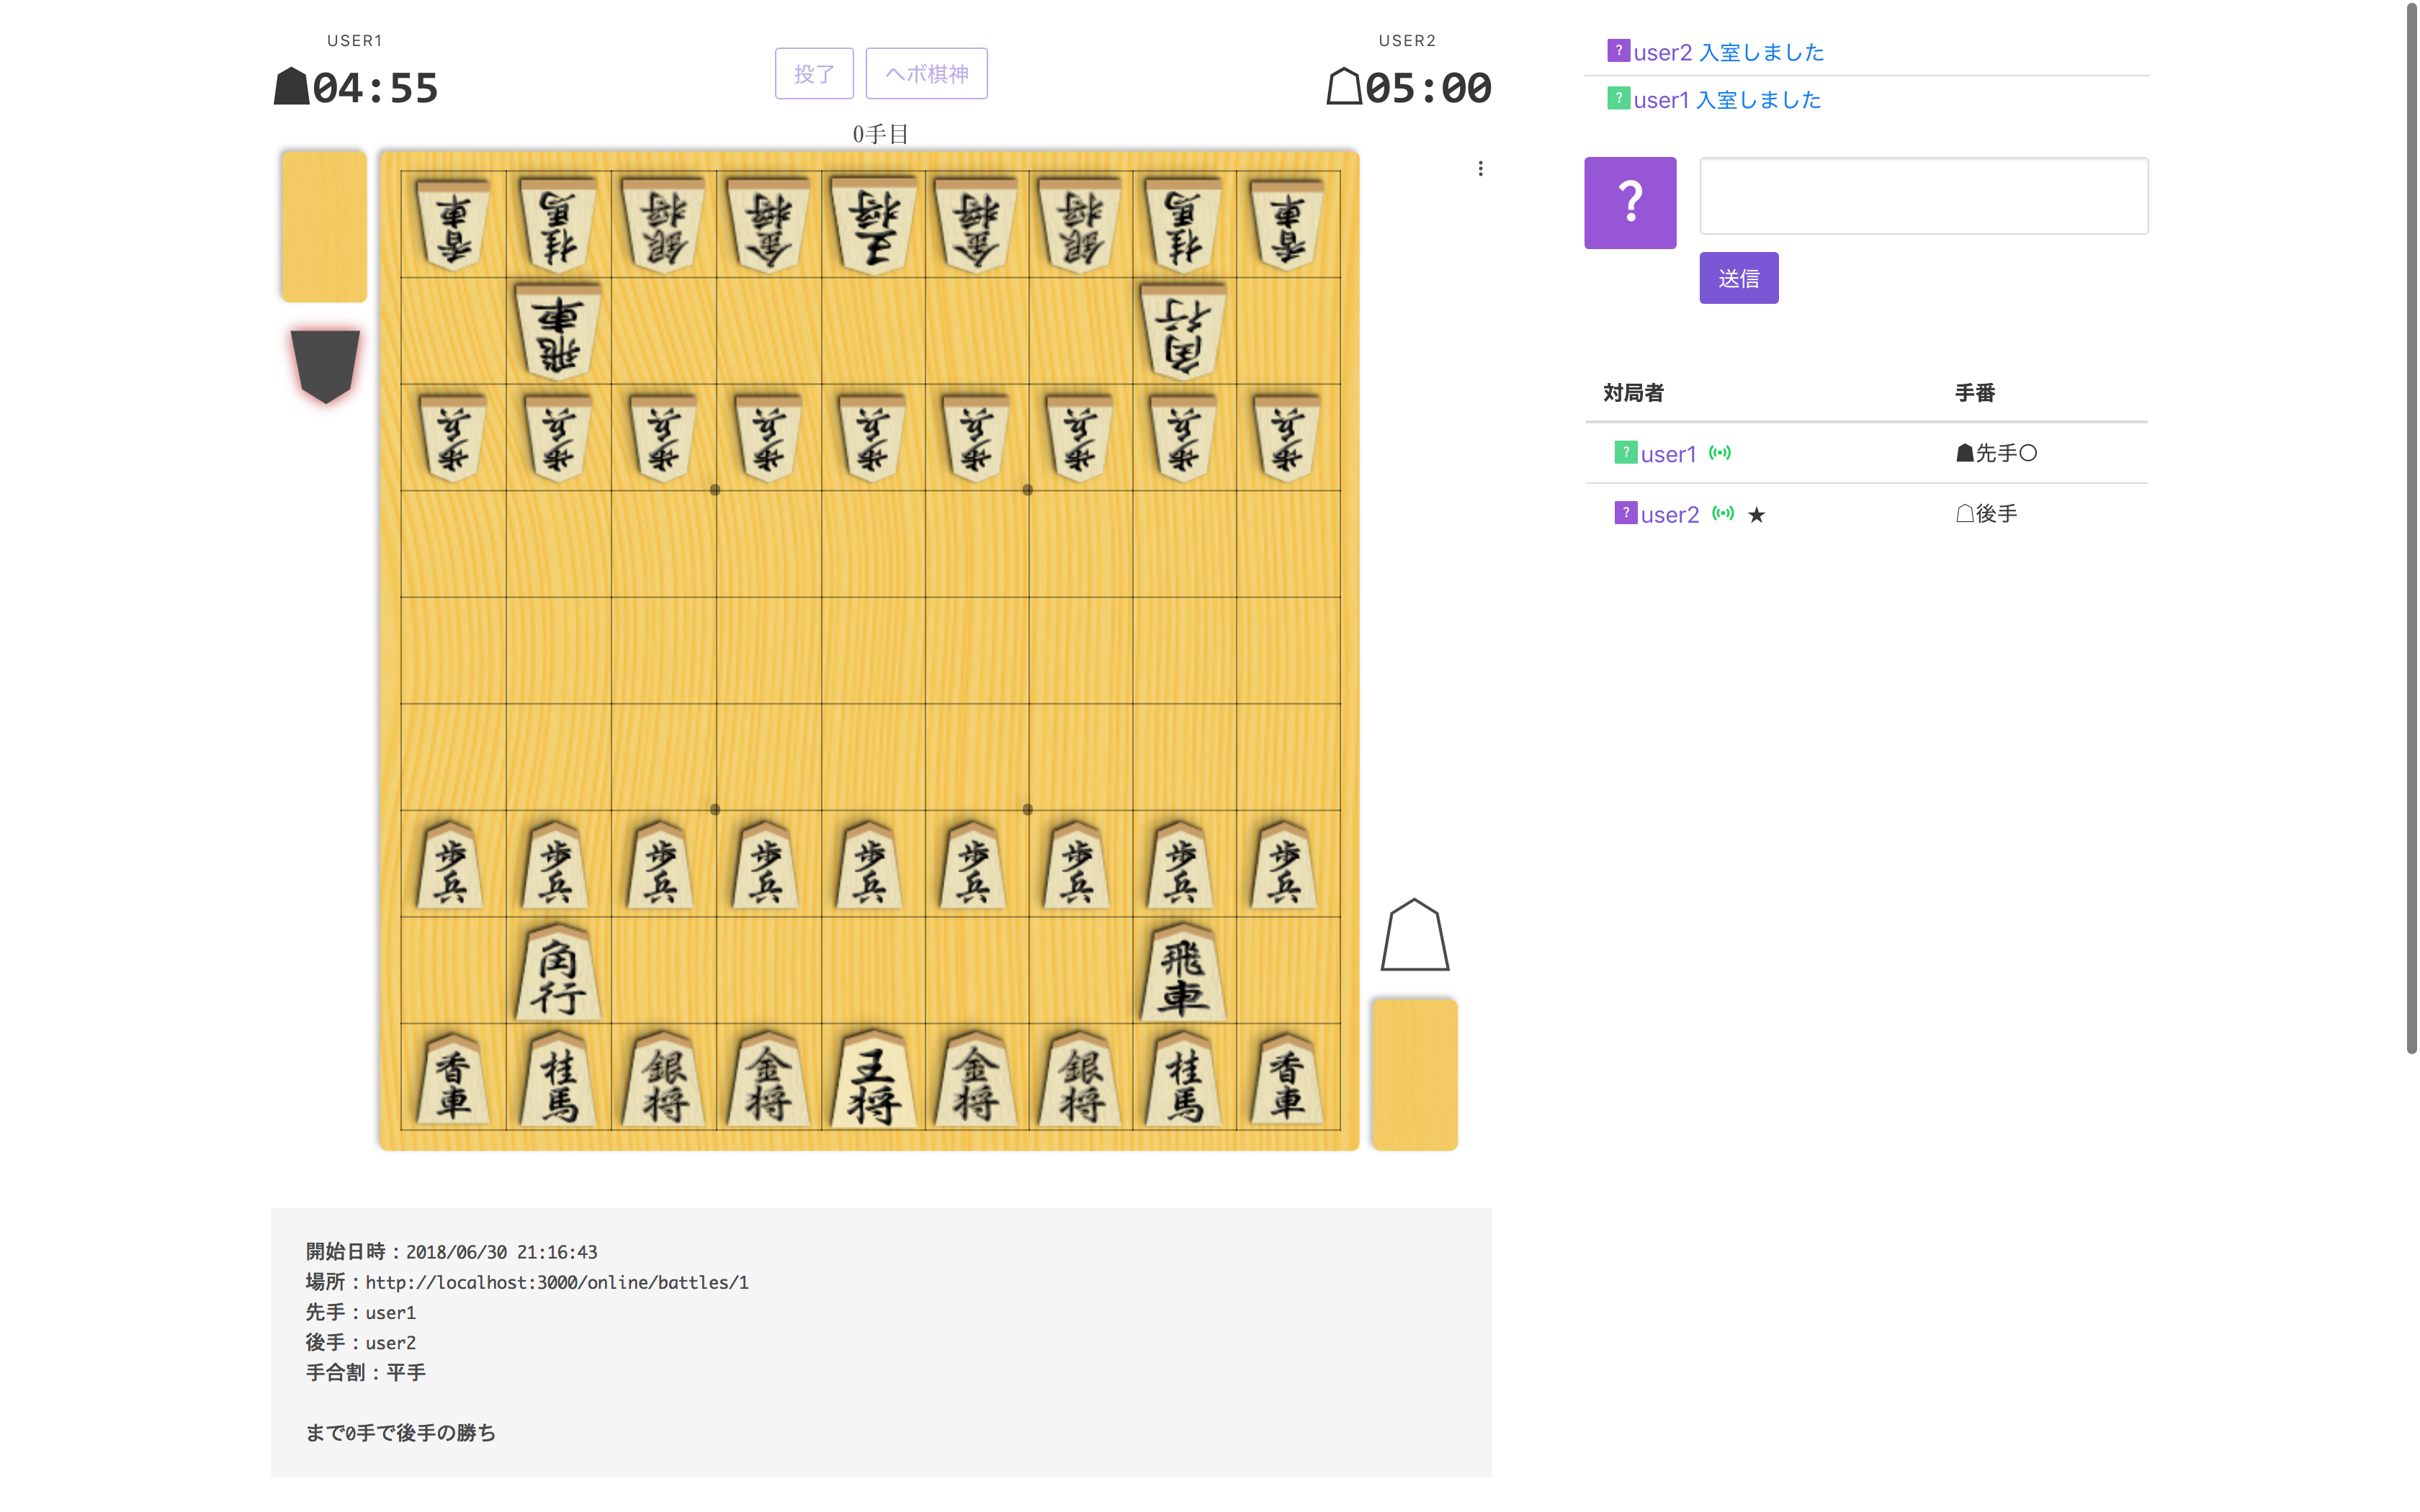 USER1
04:55
投了
ヘボ棋神
USER2
05:00
0手目
香車 桂馬 銀将 金将 王将 金将 銀将 桂馬 香車
飛車 角行
歩兵 歩兵 歩兵 歩兵 歩兵 歩兵 歩兵 歩兵 歩兵
歩兵 歩兵 歩兵 歩兵 歩兵 歩兵 歩兵 歩兵 歩兵
角行 飛車
香車 桂馬 銀将 金将 王将 金将 銀将 桂馬 香車
開始日時：2018/06/30 21:16:43
場所：http://localhost:3000/online/battles/1
先手：user1
後手：user2
手合割：平手
まで0手で後手の勝ち
? user2 入室しました
? user1 入室しました
?
送信
対局者 手番
? user1 ☗先手〇
? user2 ★ ☖後手